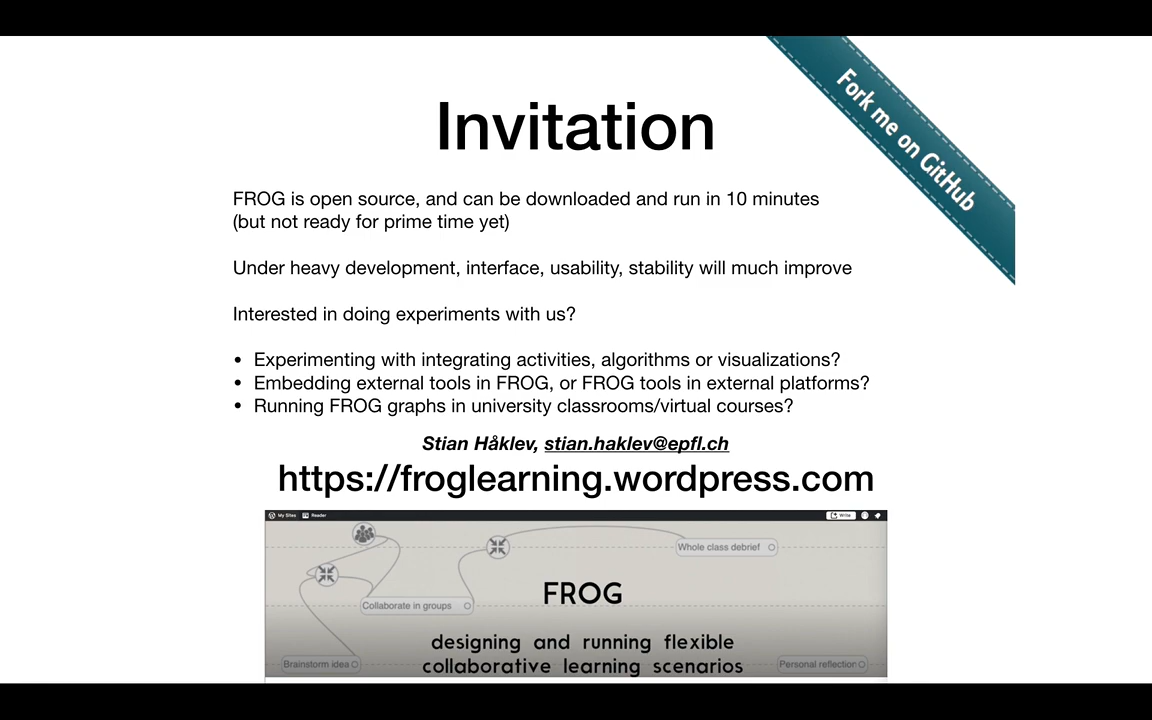 Fork me on GitHub
Invitation
FROG is open source, and can be downloaded and run in 10 minutes
(but not ready for prime time yet)
Under heavy development, interface, usability, stability will much improve
Interested in doing experiments with us?
• Experimenting with integrating activities, algorithms or visualizations?
• Embedding external tools in FROG, or FROG tools in external platforms?
• Running FROG graphs in university classrooms/virtual courses?
Stian Håklev, stian.haklev@epfl.ch
https://froglearning.wordpress.com
My Sites Reader Write
Whole class debrief
FROG
Collaborate in groups
designing and running flexible
Brainstorm idea
collaborative learning scenarios
Personal reflection